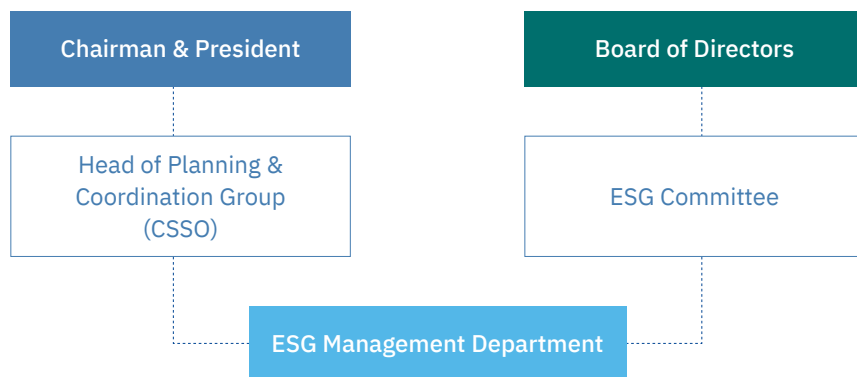 Chairman & President
Board of Directors
Head of Planning &
Coordination Group
(CSSO)
ESG Committee
ESG Management Department